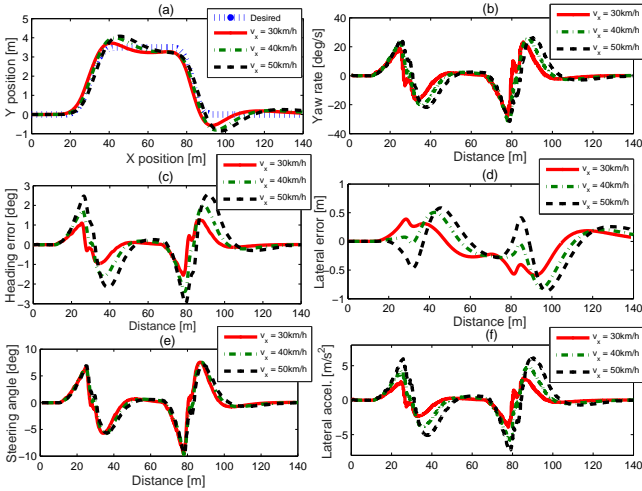 (a)
Y position [m]
5
4
3
2
1
0
-1
0 20 40 60 80 100 120 140
X position [m]
Desired
v_x = 30km/h
v_x = 40km/h
v_x = 50km/h
(b)
Yaw rate [deg/s]
40
20
0
-20
-40
0 20 40 60 80 100 120 140
Distance [m]
v_x = 30km/h
v_x = 40km/h
v_x = 50km/h
(c)
Heading error [deg]
3
2
1
0
-1
-2
-3
0 20 40 60 80 100 120 140
Distance [m]
v_x = 30km/h
v_x = 40km/h
v_x = 50km/h
(d)
Lateral error [m]
1
0.5
0
-0.5
-1
0 20 40 60 80 100 120 140
Distance [m]
v_x = 30km/h
v_x = 40km/h
v_x = 50km/h
(e)
Steering angle [deg]
10
5
0
-5
-10
0 20 40 60 80 100 120 140
Distance [m]
v_x = 30km/h
v_x = 40km/h
v_x = 50km/h
(f)
Lateral accel. [m/s²]
5
0
-5
0 20 40 60 80 100 120 140
Distance [m]
v_x = 30km/h
v_x = 40km/h
v_x = 50km/h